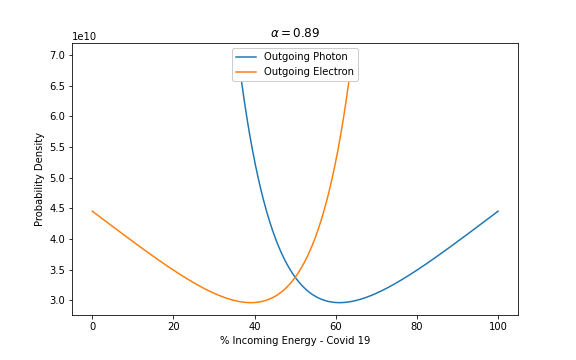 α = 0.89
1e10
Outgoing Photon
Outgoing Electron
7.0
6.5
6.0
5.5
5.0
4.5
4.0
3.5
3.0
Probability Density
0 20 40 60 80 100
% Incoming Energy - Covid 19